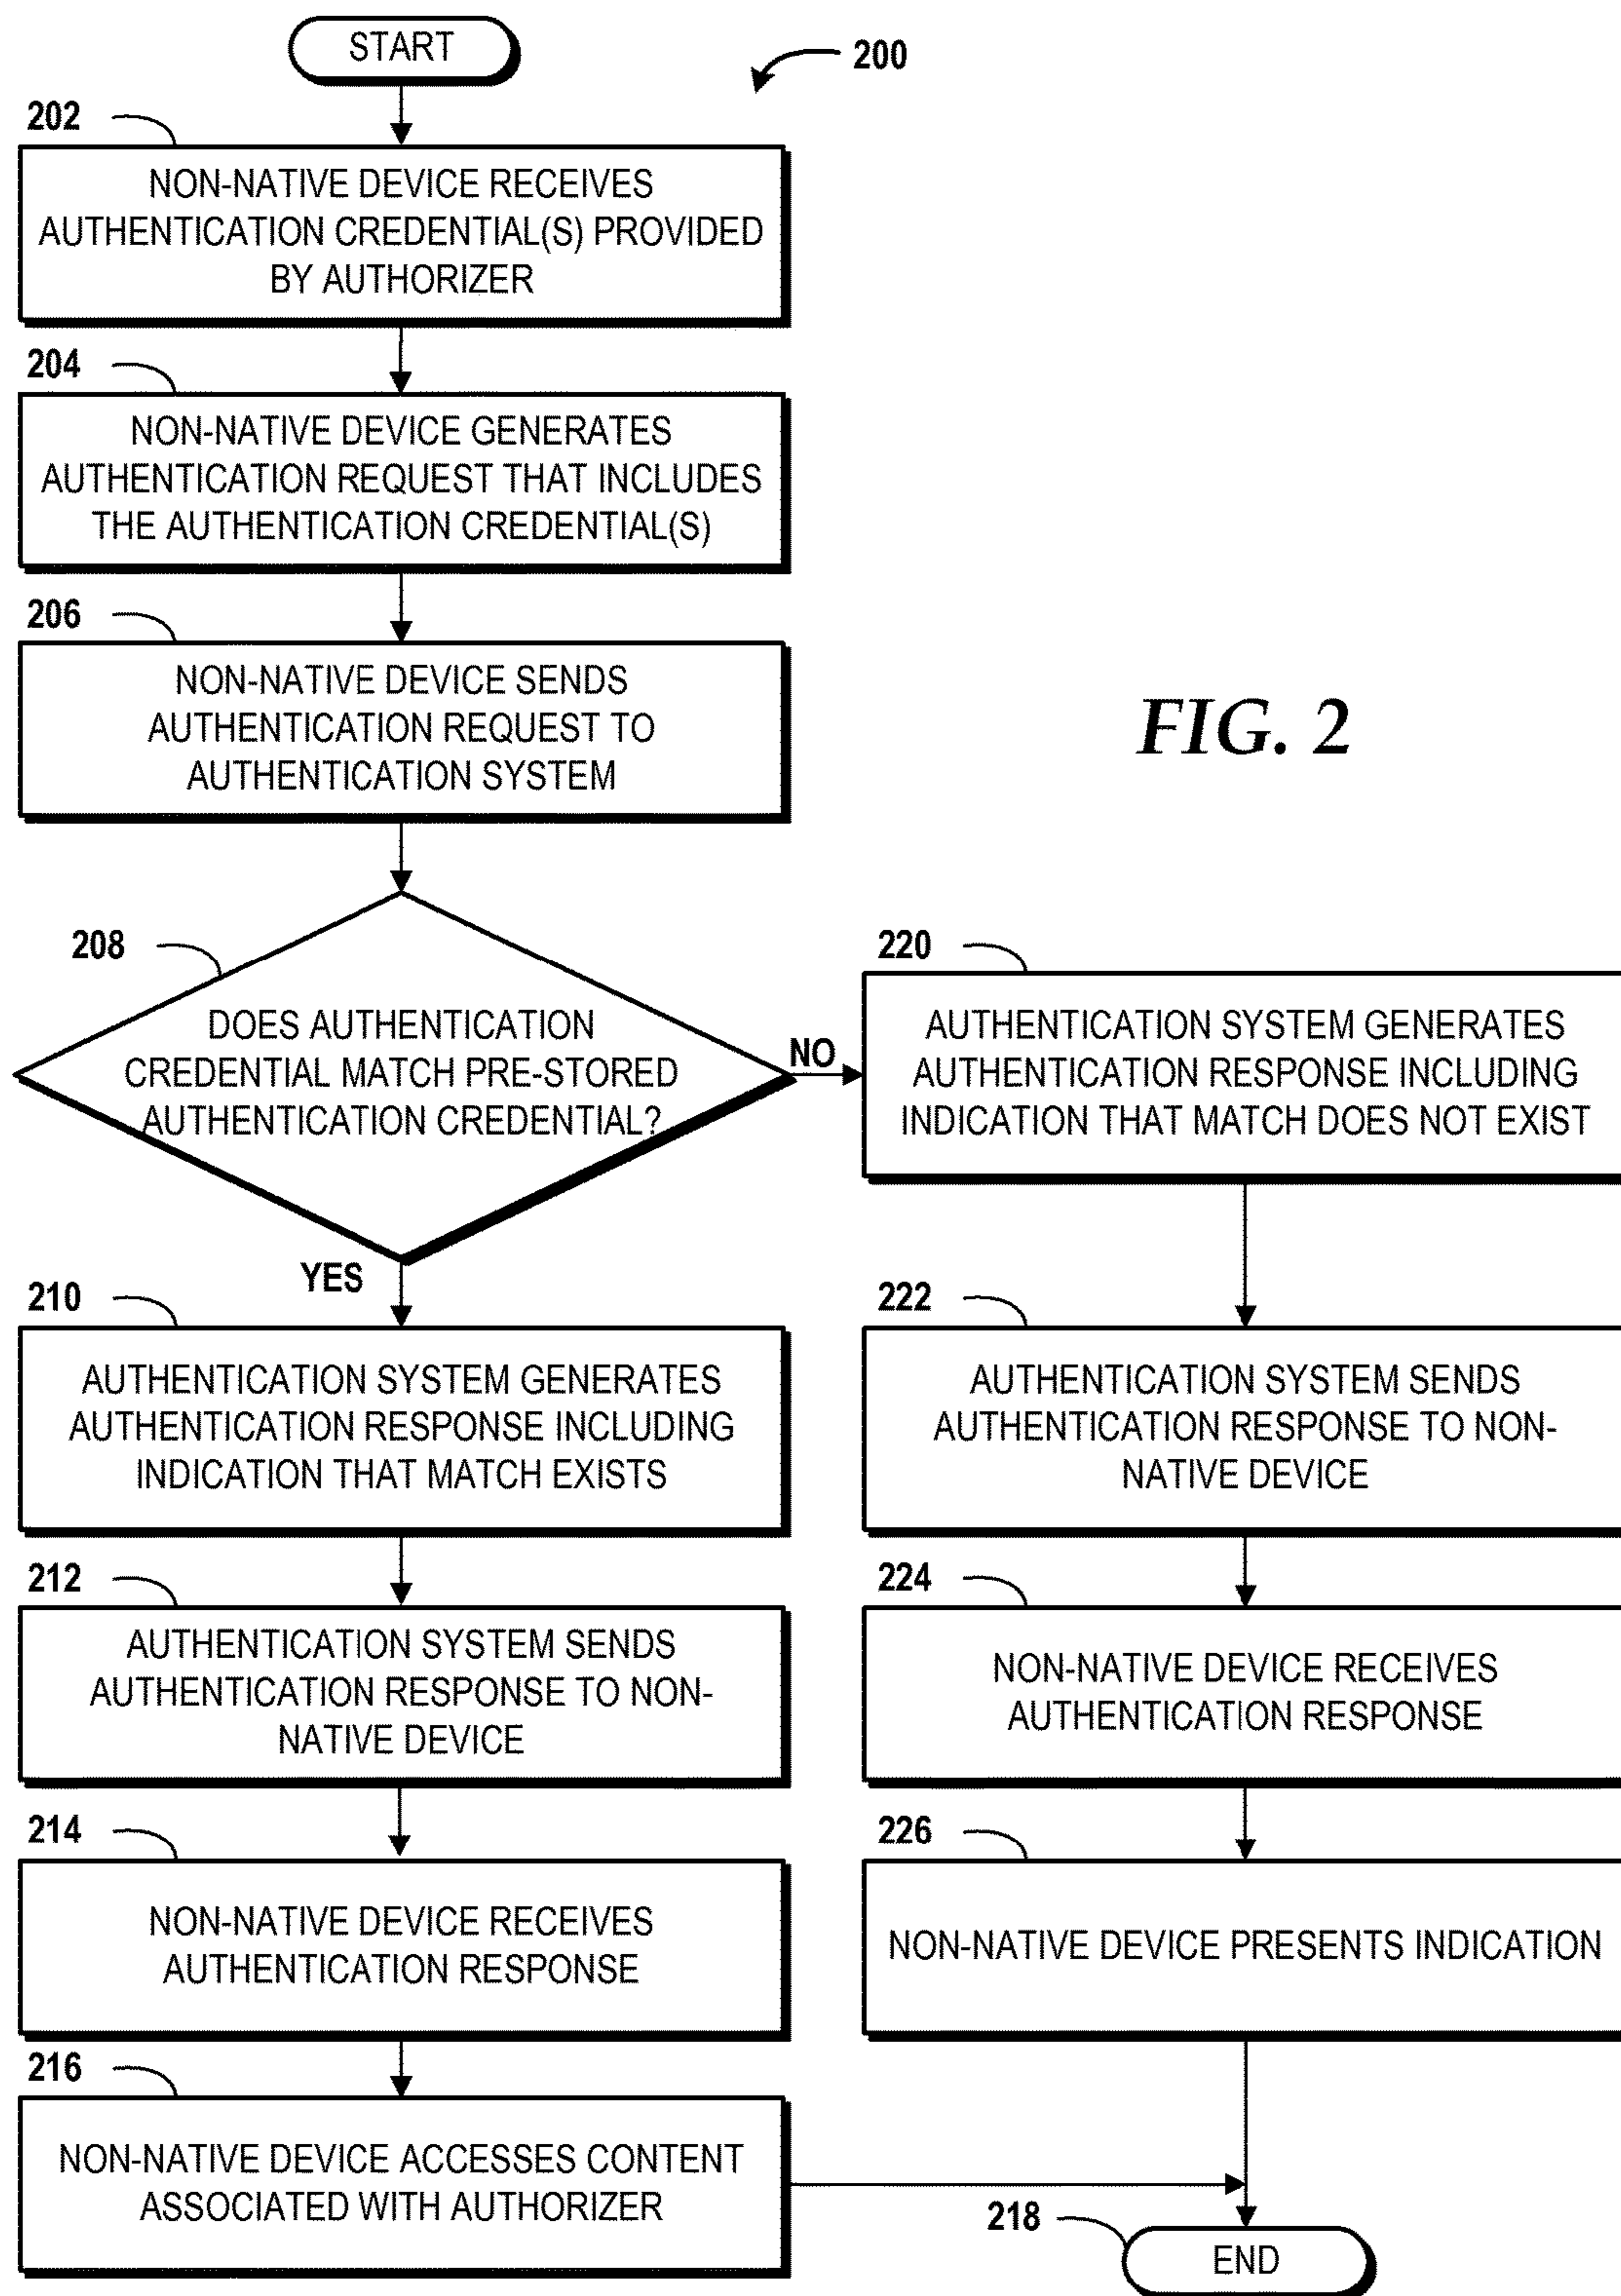 START
200
202
NON-NATIVE DEVICE RECEIVES
AUTHENTICATION CREDENTIAL(S) PROVIDED
BY AUTHORIZER
204
NON-NATIVE DEVICE GENERATES
AUTHENTICATION REQUEST THAT INCLUDES
THE AUTHENTICATION CREDENTIAL(S)
206
NON-NATIVE DEVICE SENDS
AUTHENTICATION REQUEST TO
AUTHENTICATION SYSTEM
FIG. 2
208
DOES AUTHENTICATION
CREDENTIAL MATCH PRE-STORED
AUTHENTICATION CREDENTIAL?
NO
220
AUTHENTICATION SYSTEM GENERATES
AUTHENTICATION RESPONSE INCLUDING
INDICATION THAT MATCH DOES NOT EXIST
YES
210
AUTHENTICATION SYSTEM GENERATES
AUTHENTICATION RESPONSE INCLUDING
INDICATION THAT MATCH EXISTS
222
AUTHENTICATION SYSTEM SENDS
AUTHENTICATION RESPONSE TO NON-
NATIVE DEVICE
212
AUTHENTICATION SYSTEM SENDS
AUTHENTICATION RESPONSE TO NON-
NATIVE DEVICE
224
NON-NATIVE DEVICE RECEIVES
AUTHENTICATION RESPONSE
214
NON-NATIVE DEVICE RECEIVES
AUTHENTICATION RESPONSE
226
NON-NATIVE DEVICE PRESENTS INDICATION
216
NON-NATIVE DEVICE ACCESSES CONTENT
ASSOCIATED WITH AUTHORIZER
218
END